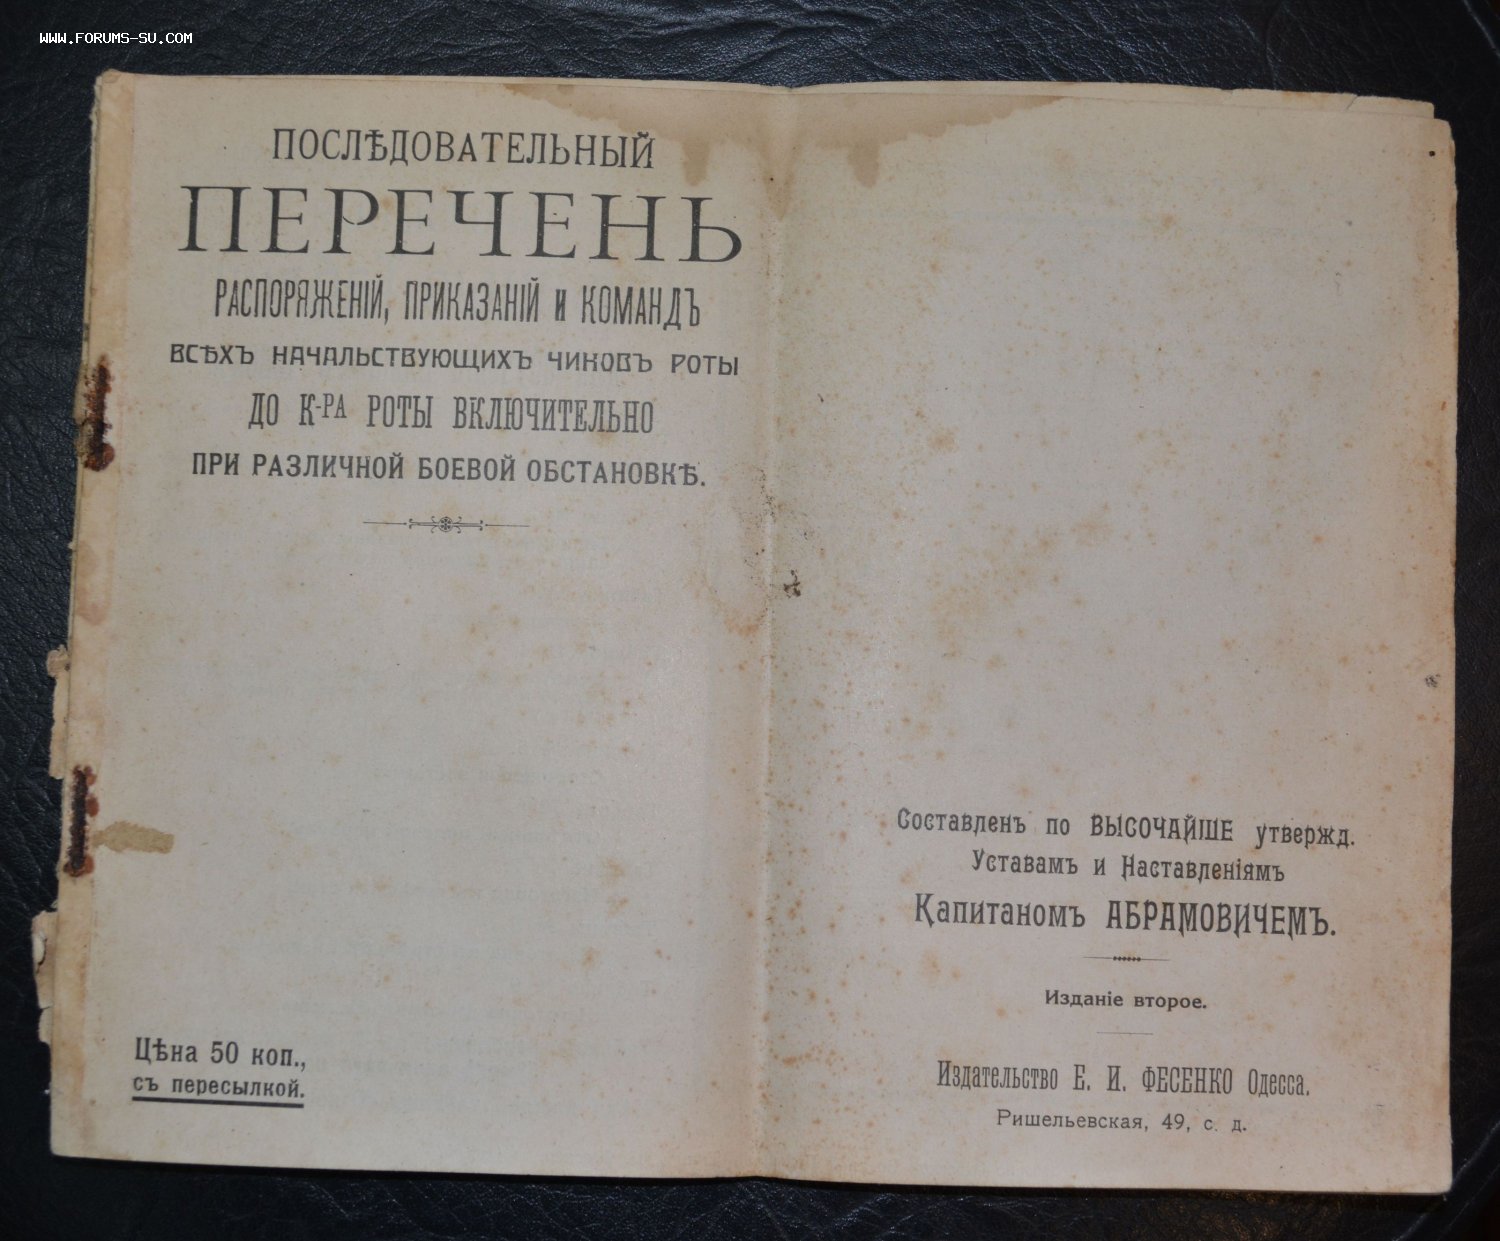 WWW.FORUMS-SU.COM
ПОСЛѢДОВАТЕЛЬНЫЙ
ПЕРЕЧЕНЬ
РАСПОРЯЖЕНІЙ, ПРИКАЗАНІЙ и КОМАНДЪ
ВСѢХЪ НАЧАЛЬСТВУЮЩИХЪ ЧИНОВЪ РОТЫ
ДО К-РА РОТЫ ВКЛЮЧИТЕЛЬНО
ПРИ РАЗЛИЧНОЙ БОЕВОЙ ОБСТАНОВКѢ.
Цѣна 50 коп.,
съ пересылкой.
Составленъ по ВЫСОЧАЙШЕ утвержд.
Уставамъ и Наставленіямъ
Капитаномъ АБРАМОВИЧЕМЪ.
Изданіе второе.
Издательство Е. И. ФЕСЕНКО Одесса.
Ришельевская, 49, с. д.